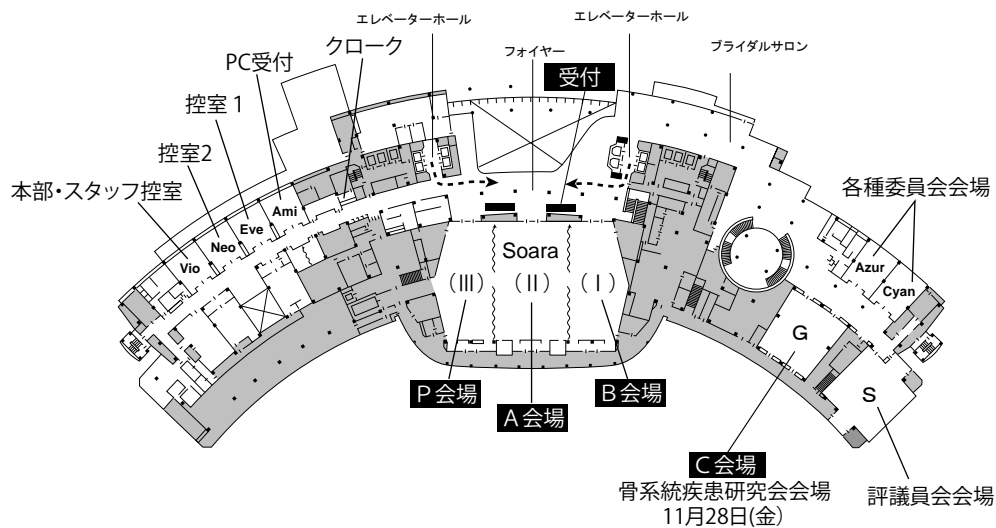 エレベーターホール
エレベーターホール
フォイヤー
ブライダルサロン
クローク
PC受付
受付
控室 1
控室2
本部・スタッフ控室
各種委員会会場
Ami
Eve
Neo
Vio
Soara
(Ⅲ)
(Ⅱ)
(Ⅰ)
Azur
Cyan
G
S
P 会場
A 会場
B 会場
C 会場
骨系統疾患研究会会場
11月28日(金)
評議員会会場